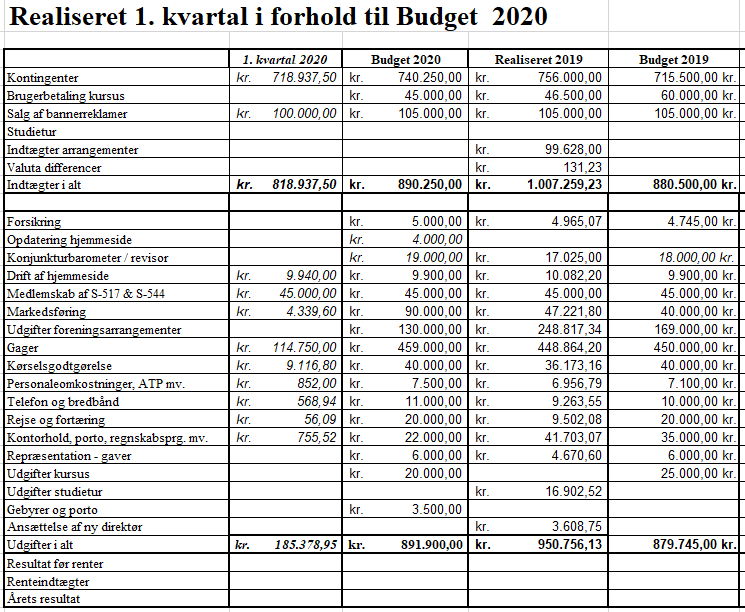 Realiseret 1. kvartal i forhold til Budget 2020
1. kvartal 2020 Budget 2020 Realiseret 2019 Budget 2019
Kontingenter kr. 718.937,50 kr. 740.250,00 kr. 756.000,00 715.500,00 kr.
Brugerbetaling kursus kr. 45.000,00 kr. 46.500,00 60.000,00 kr.
Salg af bannerreklamer kr. 100.000,00 kr. 105.000,00 kr. 105.000,00 105.000,00 kr.
Studietur
Indtægter arrangementer kr. 99.628,00
Valuta differencer kr. 131,23
Indtægter i alt kr. 818.937,50 kr. 890.250,00 kr. 1.007.259,23 880.500,00 kr.
Forsikring kr. 5.000,00 kr. 4.965,07 4.745,00 kr.
Opdatering hjemmeside kr. 4.000,00
Konjunkturbarometer / revisor kr. 19.000,00 kr. 17.025,00 18.000,00 kr.
Drift af hjemmeside kr. 9.940,00 kr. 9.900,00 kr. 10.082,20 9.900,00 kr.
Medlemskab af S-517 & S-544 kr. 45.000,00 kr. 45.000,00 kr. 45.000,00 45.000,00 kr.
Markedsføring kr. 4.339,60 kr. 90.000,00 kr. 47.221,80 40.000,00 kr.
Udgifter foreningsarrangementer kr. 130.000,00 kr. 248.817,34 169.000,00 kr.
Gager kr. 114.750,00 kr. 459.000,00 kr. 448.864,20 450.000,00 kr.
Kørselsgodtgørelse kr. 9.116,80 kr. 40.000,00 kr. 36.173,16 40.000,00 kr.
Personaleomkostninger, ATP mv. kr. 852,00 kr. 7.500,00 kr. 6.956,79 7.100,00 kr.
Telefon og bredbånd kr. 568,94 kr. 11.000,00 kr. 9.263,55 10.000,00 kr.
Rejse og fortæring kr. 56,09 kr. 20.000,00 kr. 9.502,08 20.000,00 kr.
Kontorhold, porto, regnskabsprg. mv. kr. 755,52 kr. 22.000,00 kr. 41.703,07 35.000,00 kr.
Repræsentation - gaver kr. 6.000,00 kr. 4.670,60 6.000,00 kr.
Udgifter kursus kr. 20.000,00 25.000,00 kr.
Udgifter studietur kr. 16.902,52
Gebyrer og porto kr. 3.500,00
Ansættelse af ny direktør kr. 3.608,75
Udgifter i alt kr. 185.378,95 kr. 891.900,00 kr. 950.756,13 879.745,00 kr.
Resultat før renter
Renteindtægter
Årets resultat